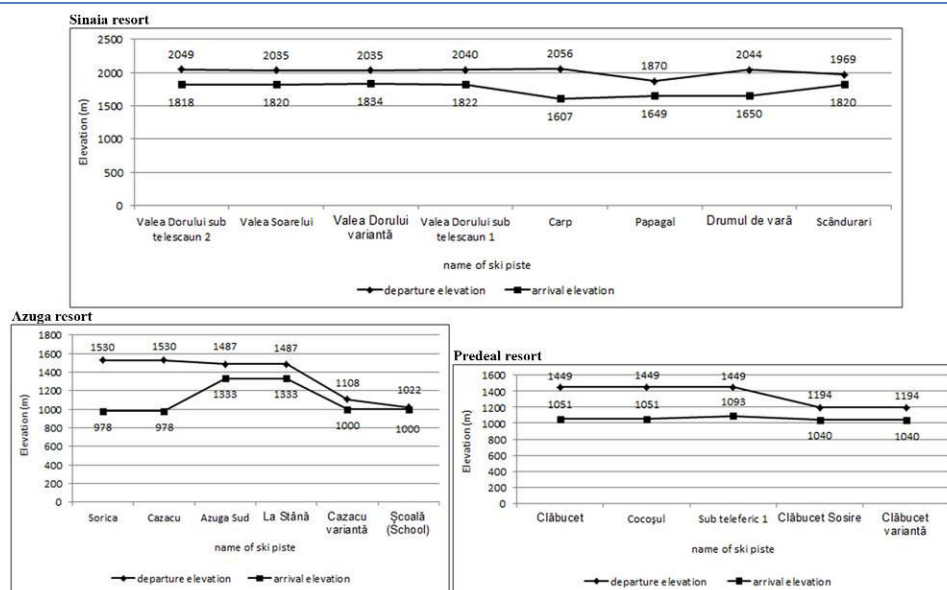 Sinaia resort
2500
2000
1500
1000
500
0
Elevation (m)
2049 2035 2035 2040 2056 1870 2044 1969
1818 1820 1834 1822 1607 1649 1650 1820
Valea Dorului sub telescaun 2
Valea Soarelui
Valea Dorului variantă
Valea Dorului sub telescaun 1
Carp
Papagal
Drumul de vară
Scândurari
name of ski piste
departure elevation arrival elevation
Azuga resort
1800
1600
1400
1200
1000
800
600
400
200
0
Elevation (m)
1530 1530 1487 1487 1108 1022
978 978 1333 1333 1000 1000
Sorica
Cazacu
Azuga Sud
La Stână
Cazacu variantă
Școală (School)
name of ski piste
departure elevation arrival elevation
Predeal resort
1600
1400
1200
1000
800
600
400
200
0
Elevation (m)
1449 1449 1449 1194 1194
1051 1051 1093 1040 1040
Clăbucet
Cocoșul
Sub teleferic 1
Clăbucet Sosire
Clăbucet variantă
name of ski piste
departure elevation arrival elevation